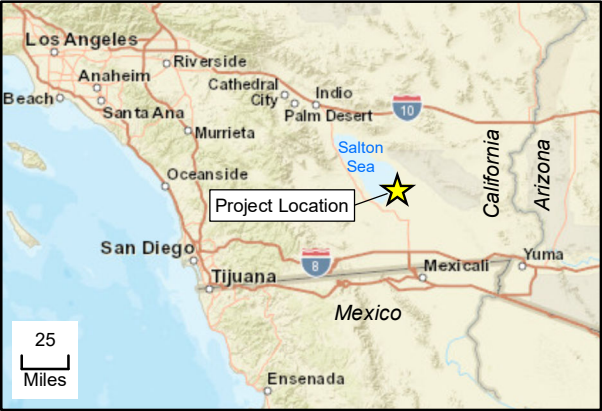 Los Angeles
Riverside
Anaheim
Cathedral
City
Indio
Beach
Santa Ana
Palm Desert
10
Murrieta
Salton
Sea
California
Arizona
Oceanside
Project Location
San Diego
8
Yuma
Tijuana
Mexicali
Mexico
25
Miles
Ensenada